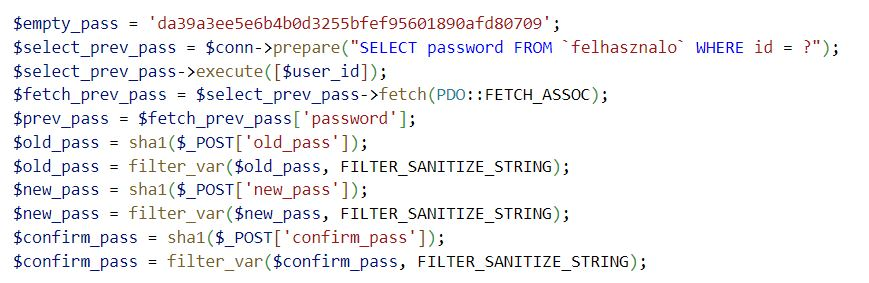 $empty_pass = 'da39a3ee5e6b4b0d3255bfef95601890afd80709';
$select_prev_pass = $conn->prepare("SELECT password FROM `felhasznalo` WHERE id = ?");
$select_prev_pass->execute([$user_id]);
$fetch_prev_pass = $select_prev_pass->fetch(PDO::FETCH_ASSOC);
$prev_pass = $fetch_prev_pass['password'];
$old_pass = sha1($_POST['old_pass']);
$old_pass = filter_var($old_pass, FILTER_SANITIZE_STRING);
$new_pass = sha1($_POST['new_pass']);
$new_pass = filter_var($new_pass, FILTER_SANITIZE_STRING);
$confirm_pass = sha1($_POST['confirm_pass']);
$confirm_pass = filter_var($confirm_pass, FILTER_SANITIZE_STRING);